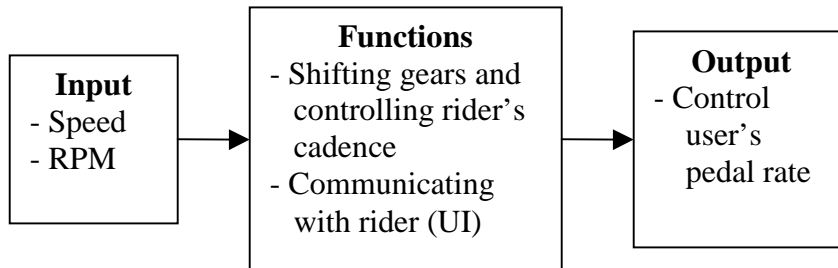 Input
- Speed
- RPM
Functions
- Shifting gears and
controlling rider's
cadence
- Communicating
with rider (UI)
Output
- Control
user's
pedal rate